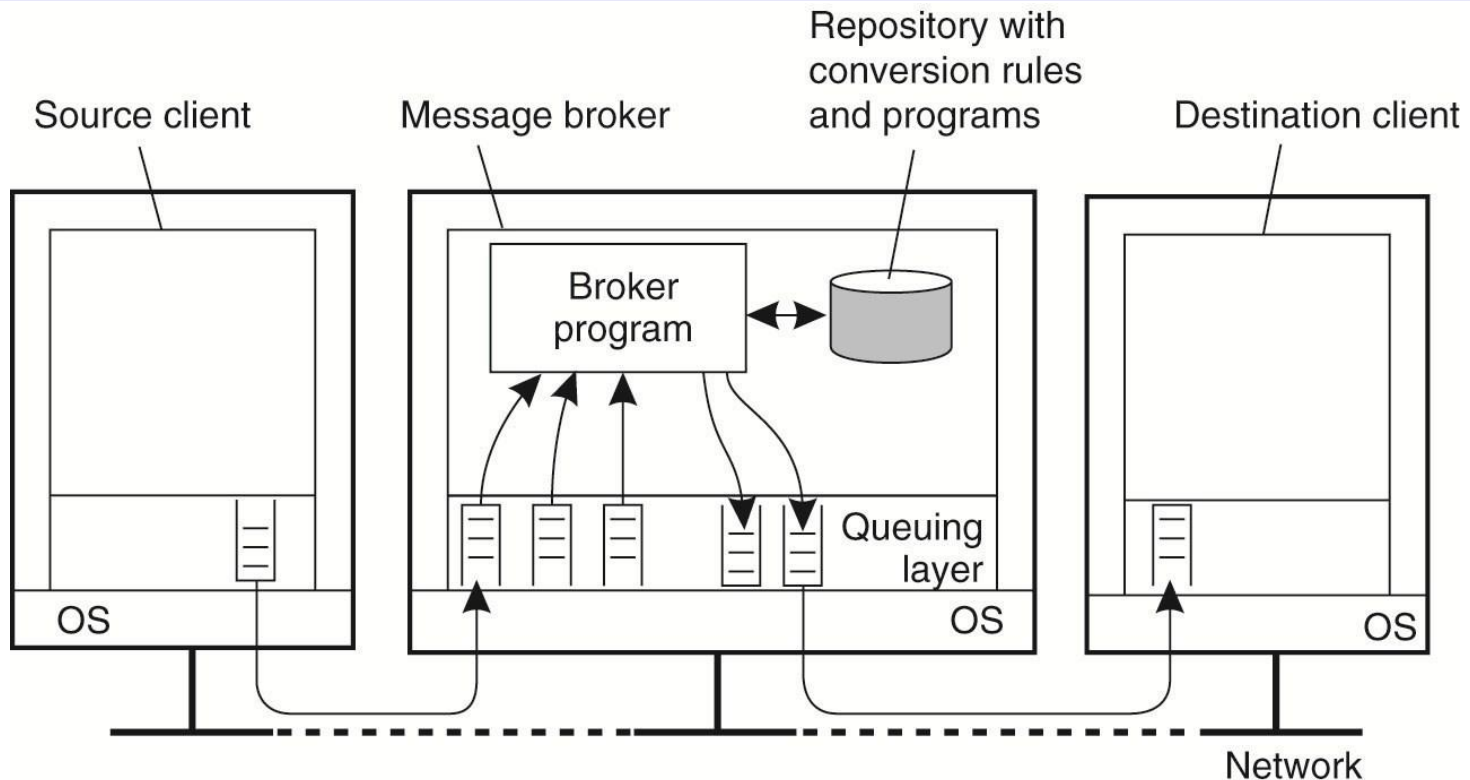 Repository with
conversion rules
and programs
Source client
Message broker
Destination client
Broker
program
Queuing
layer
OS
OS
OS
Network